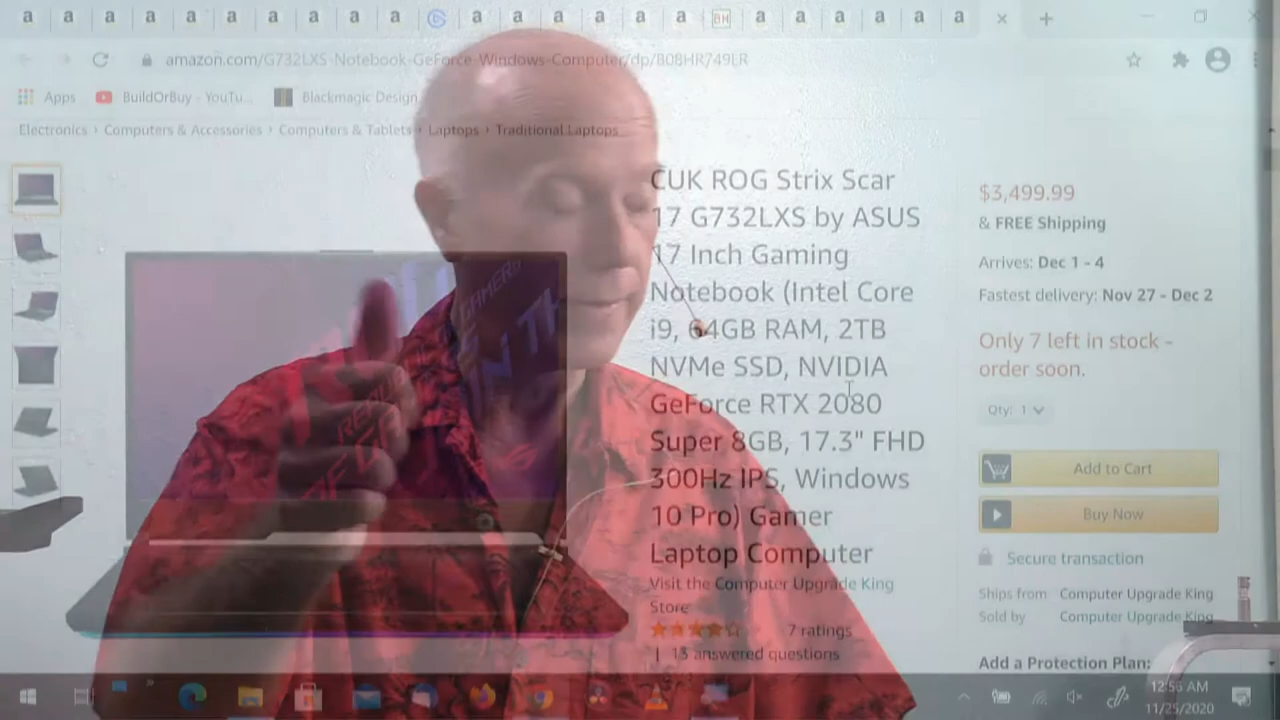 a a a a a a a a a a a a a a a a BH a a a a a a
amazon.com/G732LXS-Notebook-GeForce-Windows-Computer/dp/B08HR749LR
Apps BuildOrBuy - YouTu... Blackmagic Design
Electronics › Computers & Accessories › Computers & Tablets › Laptops › Traditional Laptops
CUK ROG Strix Scar
17 G732LXS by ASUS
17 Inch Gaming
Notebook (Intel Core
i9, 64GB RAM, 2TB
NVMe SSD, NVIDIA
GeForce RTX 2080
Super 8GB, 17.3" FHD
300Hz IPS, Windows
10 Pro) Gamer
Laptop Computer
Visit the Computer Upgrade King
Store
7 ratings
| 13 answered questions
$3,499.99
& FREE Shipping
Arrives: Dec 1 - 4
Fastest delivery: Nov 27 - Dec 2
Only 7 left in stock -
order soon.
Qty: 1
Add to Cart
Buy Now
Secure transaction
Ships from Computer Upgrade King
Sold by Computer Upgrade King
Add a Protection Plan:
12:56 AM
11/25/2020